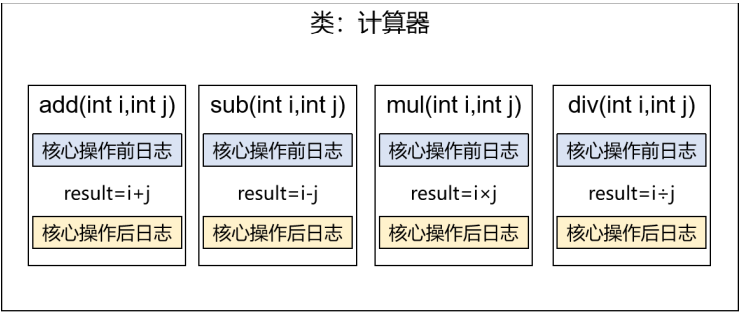 类：计算器
add(int i,int j)
核心操作前日志
result=i+j
核心操作后日志
sub(int i,int j)
核心操作前日志
result=i-j
核心操作后日志
mul(int i,int j)
核心操作前日志
result=i×j
核心操作后日志
div(int i,int j)
核心操作前日志
result=i÷j
核心操作后日志